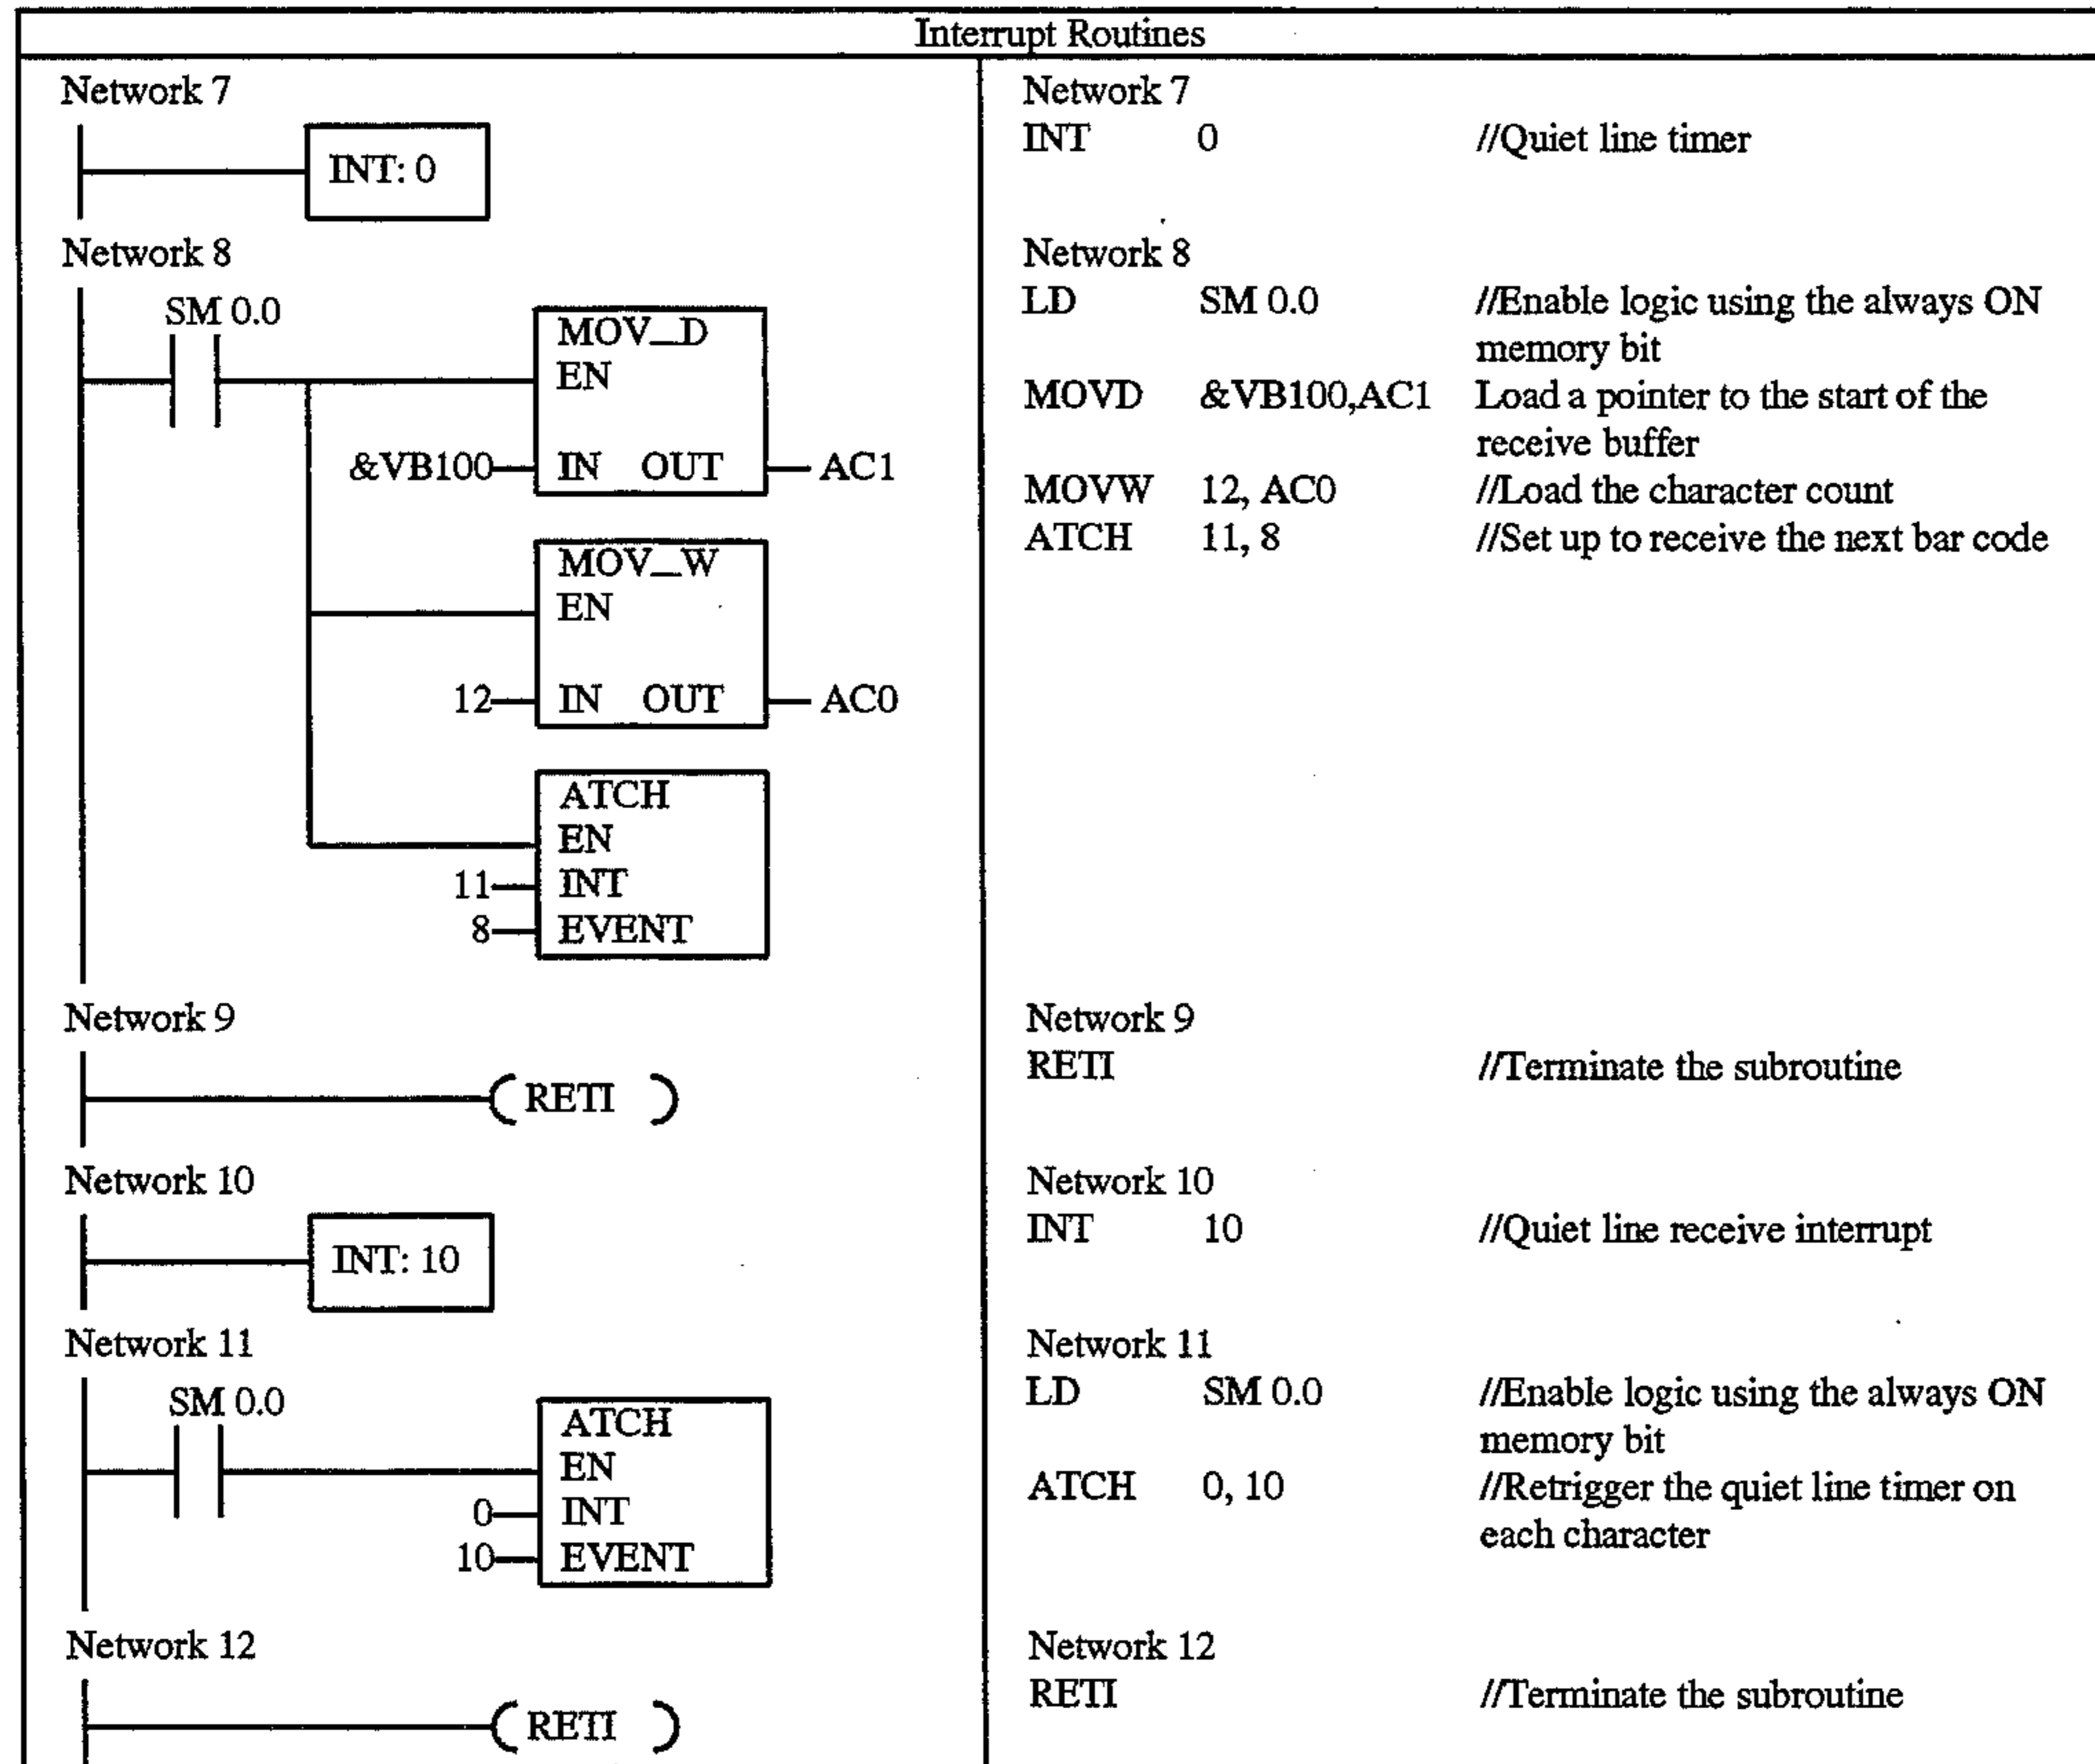 Interrupt Routines
Network 7
INT: 0
Network 8
SM 0.0
MOV_D
EN
&VB100 IN OUT AC1
MOV_W
EN
12 IN OUT AC0
ATCH
EN
11 INT
8 EVENT
Network 9
RETI
Network 10
INT: 10
Network 11
SM 0.0
ATCH
EN
0 INT
10 EVENT
Network 12
RETI
Network 7
INT 0 //Quiet line timer
Network 8
LD SM 0.0 //Enable logic using the always ON
memory bit
MOVD &VB100,AC1 Load a pointer to the start of the
receive buffer
MOVW 12, AC0 //Load the character count
ATCH 11, 8 //Set up to receive the next bar code
Network 9
RETI //Terminate the subroutine
Network 10
INT 10 //Quiet line receive interrupt
Network 11
LD SM 0.0 //Enable logic using the always ON
memory bit
ATCH 0, 10 //Retrigger the quiet line timer on
each character
Network 12
RETI //Terminate the subroutine